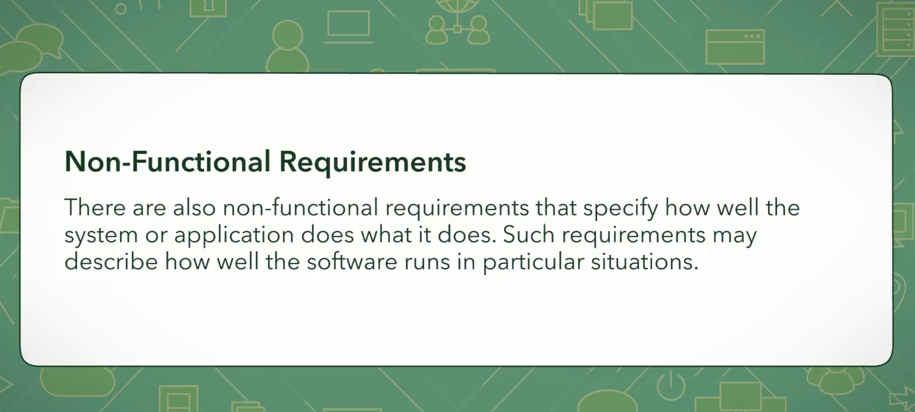 Non-Functional Requirements
There are also non-functional requirements that specify how well the
system or application does what it does. Such requirements may
describe how well the software runs in particular situations.